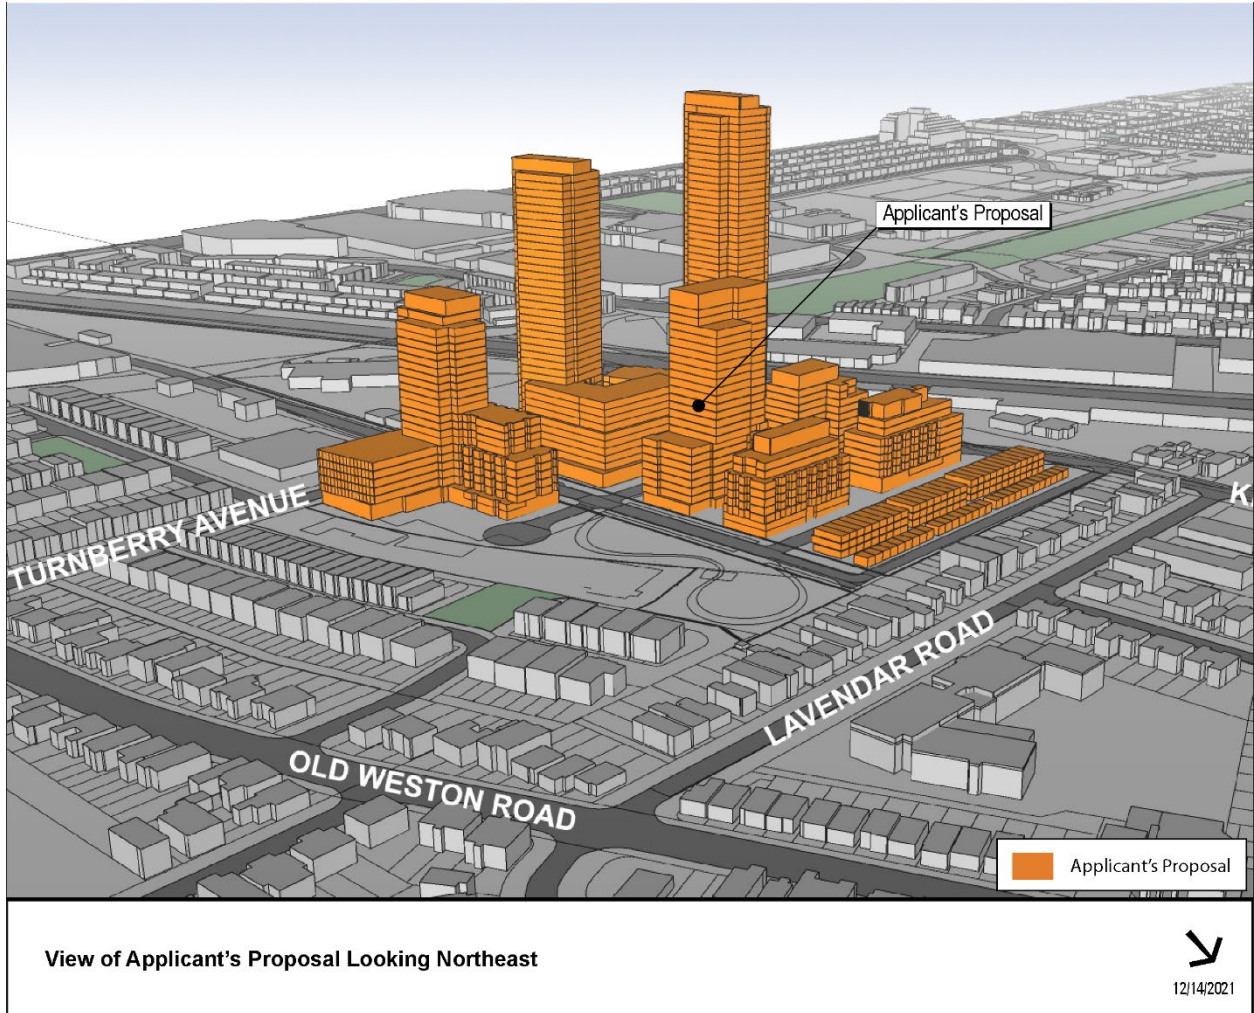 Applicant's Proposal
TURNBERRY AVENUE
K
LAVENDAR ROAD
OLD WESTON ROAD
Applicant's Proposal
View of Applicant's Proposal Looking Northeast
12/14/2021